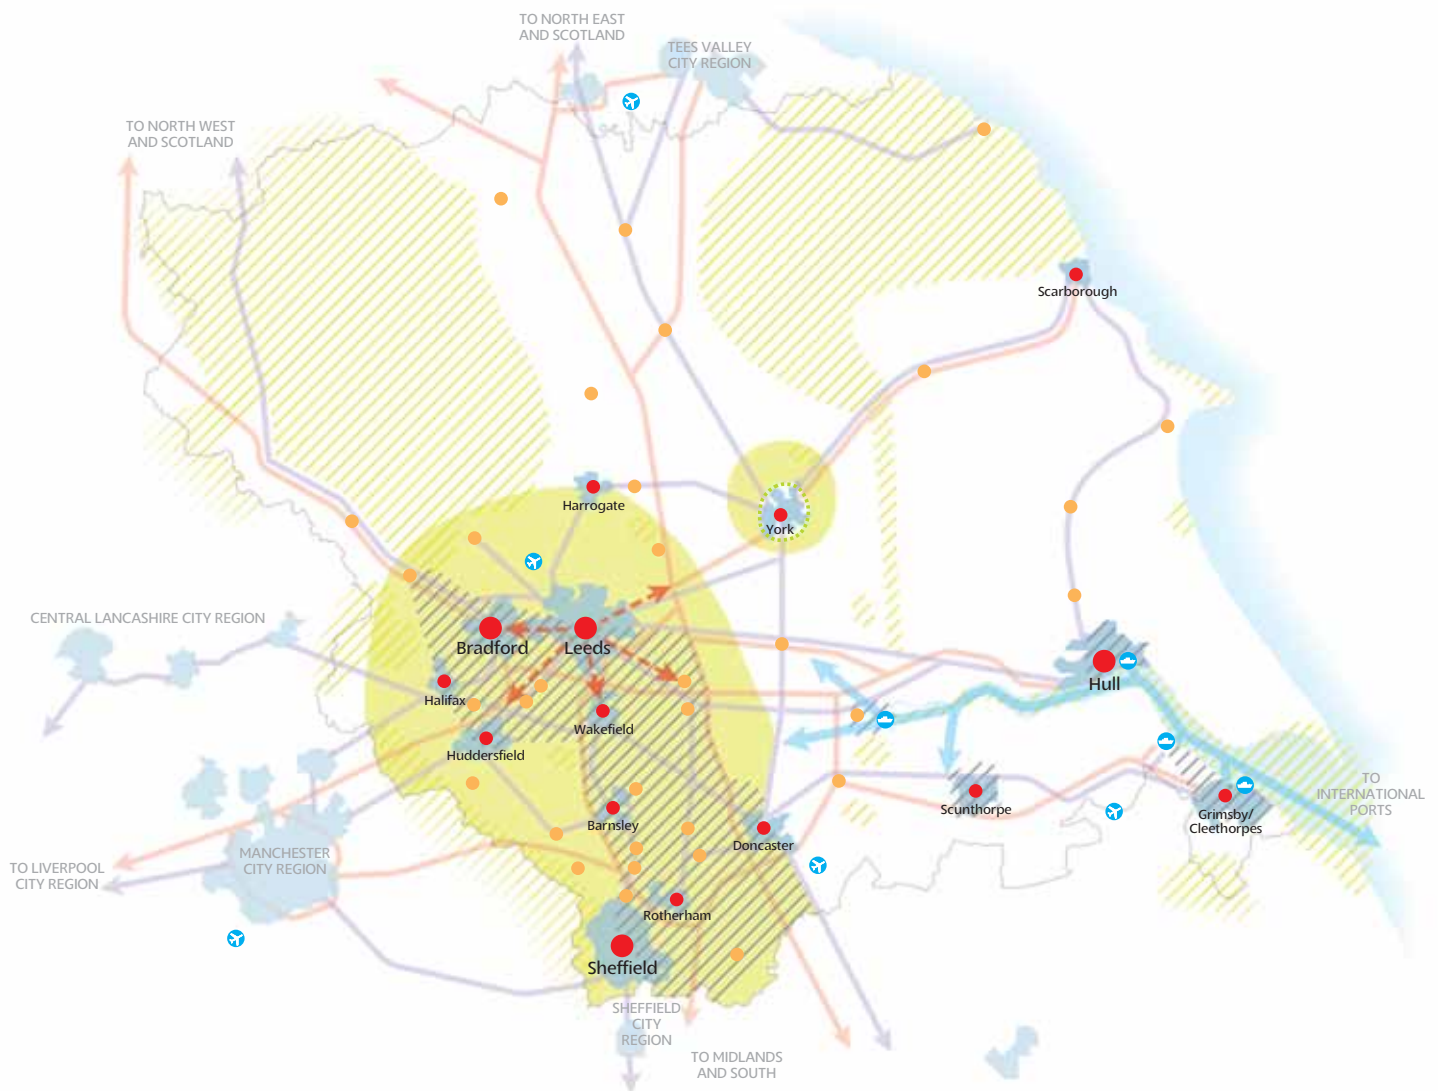 TO NORTH EAST
AND SCOTLAND
TEES VALLEY
CITY REGION
TO NORTH WEST
AND SCOTLAND
Scarborough
Harrogate
York
CENTRAL LANCASHIRE CITY REGION
Bradford
Leeds
Hull
Halifax
Wakefield
Huddersfield
TO
INTERNATIONAL
PORTS
Scunthorpe
Grimsby/
Cleethorpes
Barnsley
Doncaster
MANCHESTER
CITY REGION
TO LIVERPOOL
CITY REGION
Rotherham
Sheffield
SHEFFIELD
CITY
REGION
TO MIDLANDS
AND SOUTH